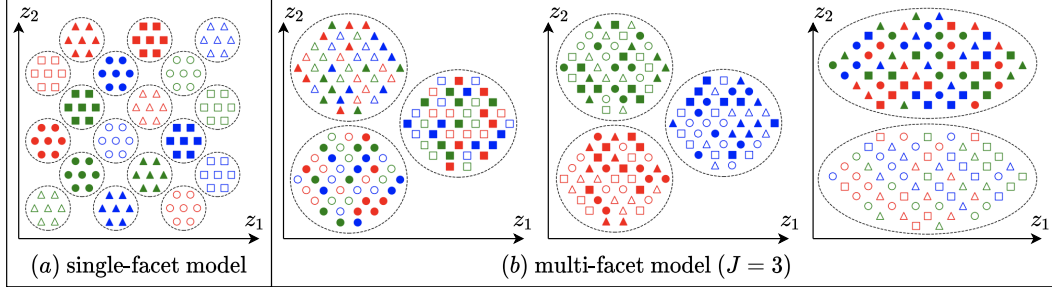 z₂ z₂ z₂ z₂
z₁ z₁ z₁ z₁
(a) single-facet model (b) multi-facet model (J = 3)